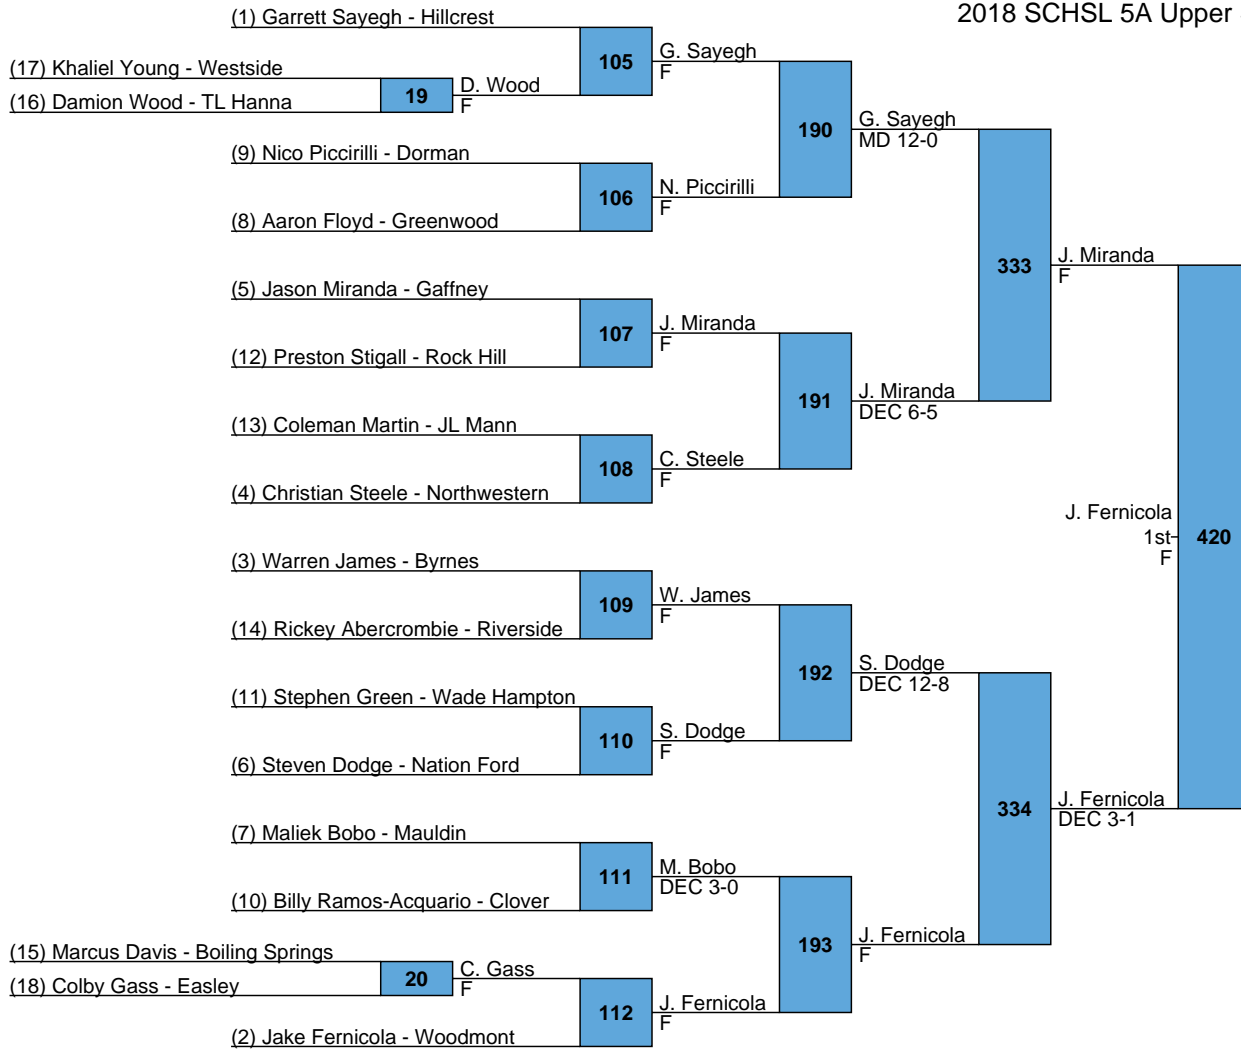 2018 SCHSL 5A Upper
(1) Garrett Sayegh - Hillcrest
105
G. Sayegh
F
(17) Khaliel Young - Westside
19
D. Wood
F
(16) Damion Wood - TL Hanna
190
G. Sayegh
MD 12-0
(9) Nico Piccirilli - Dorman
106
N. Piccirilli
F
(8) Aaron Floyd - Greenwood
333
J. Miranda
F
(5) Jason Miranda - Gaffney
107
J. Miranda
F
(12) Preston Stigall - Rock Hill
191
J. Miranda
DEC 6-5
(13) Coleman Martin - JL Mann
108
C. Steele
F
(4) Christian Steele - Northwestern
J. Fernicola
1st
F
420
(3) Warren James - Byrnes
109
W. James
F
(14) Rickey Abercrombie - Riverside
192
S. Dodge
DEC 12-8
(11) Stephen Green - Wade Hampton
110
S. Dodge
F
(6) Steven Dodge - Nation Ford
334
J. Fernicola
DEC 3-1
(7) Maliek Bobo - Mauldin
111
M. Bobo
DEC 3-0
(10) Billy Ramos-Acquario - Clover
193
J. Fernicola
F
(15) Marcus Davis - Boiling Springs
20
C. Gass
F
(18) Colby Gass - Easley
112
J. Fernicola
F
(2) Jake Fernicola - Woodmont